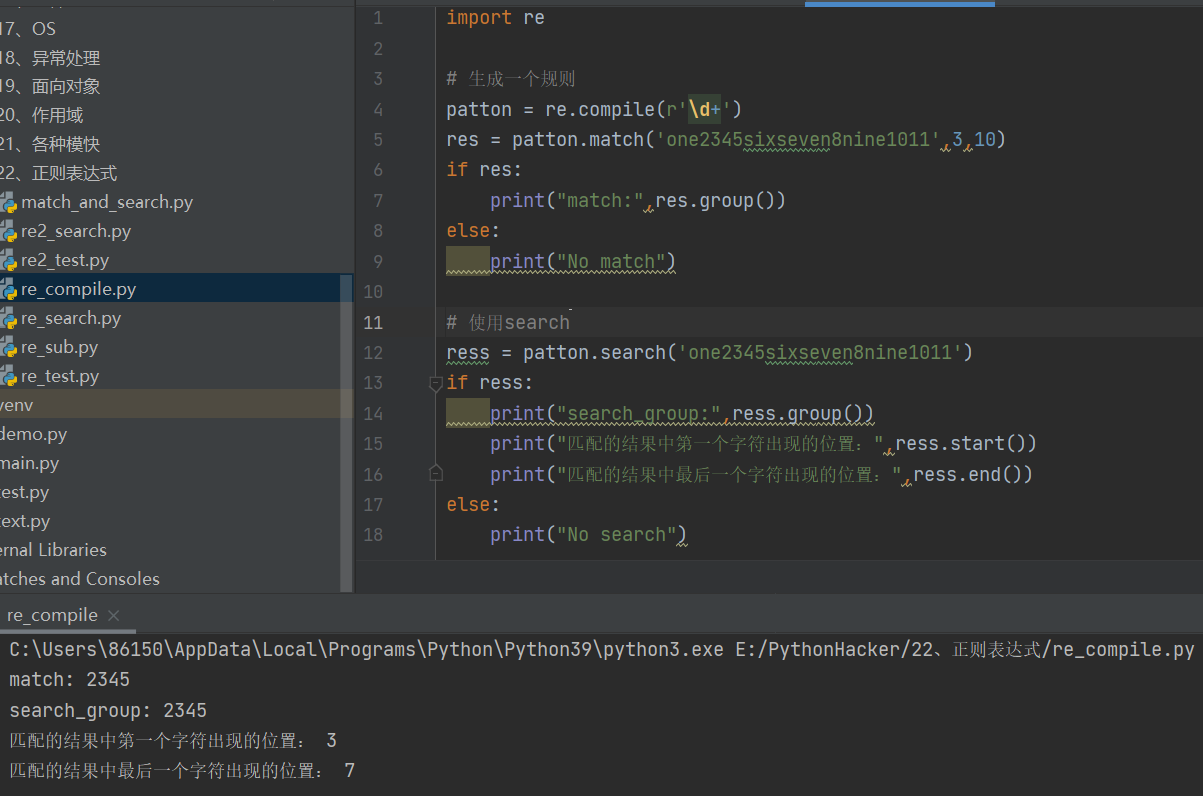 17、OS
18、异常处理
19、面向对象
20、作用域
21、各种模快
22、正则表达式
match_and_search.py
re2_search.py
re2_test.py
re_compile.py
re_search.py
re_sub.py
re_test.py
venv
demo.py
main.py
test.py
text.py
ernal Libraries
atches and Consoles
1 import re
2
3 # 生成一个规则
4 patton = re.compile(r'\d+')
5 res = patton.match('one2345sixseven8nine1011',3,10)
6 if res:
7     print("match:",res.group())
8 else:
9     print("No match")
10
11 # 使用search
12 ress = patton.search('one2345sixseven8nine1011')
13 if ress:
14     print("search_group:",ress.group())
15     print("匹配的结果中第一个字符出现的位置：",ress.start())
16     print("匹配的结果中最后一个字符出现的位置：",ress.end())
17 else:
18     print("No search")
re_compile
C:\Users\86150\AppData\Local\Programs\Python\Python39\python3.exe E:/PythonHacker/22、正则表达式/re_compile.py
match: 2345
search_group: 2345
匹配的结果中第一个字符出现的位置： 3
匹配的结果中最后一个字符出现的位置： 7